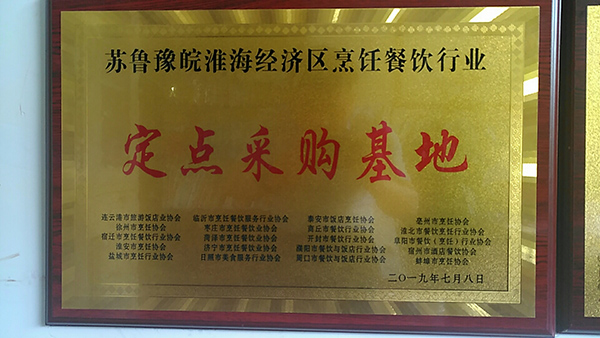 苏鲁豫皖淮海经济区烹饪餐饮行业
定点采购基地
连云港市旅游饭店业协会 临沂市烹饪餐饮服务行业协会 泰安市饭店烹饪协会 亳州市烹饪协会
徐州市烹饪协会 枣庄市烹饪餐饮业协会 商丘市餐饮行业协会 淮北市餐饮烹饪行业协会
宿迁市烹饪餐饮行业协会 菏泽市烹饪餐饮业协会 开封市餐饮行业协会 阜阳市餐饮(烹饪)行业协会
淮安市烹饪协会 济宁市烹饪餐饮业协会 濮阳市餐饮与饭店行业协会 宿州市酒店餐饮协会
盐城市烹饪行业协会 日照市美食服务行业协会 周口市餐饮与饭店行业协会 蚌埠市烹饪协会
二〇一九年七月八日